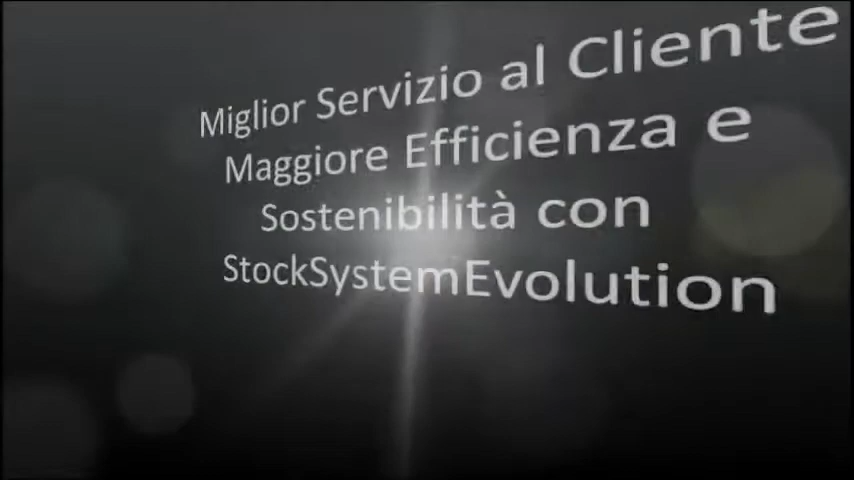 Miglior Servizio al Cliente
Maggiore Efficienza e
Sostenibilità con
StockSystemEvolution